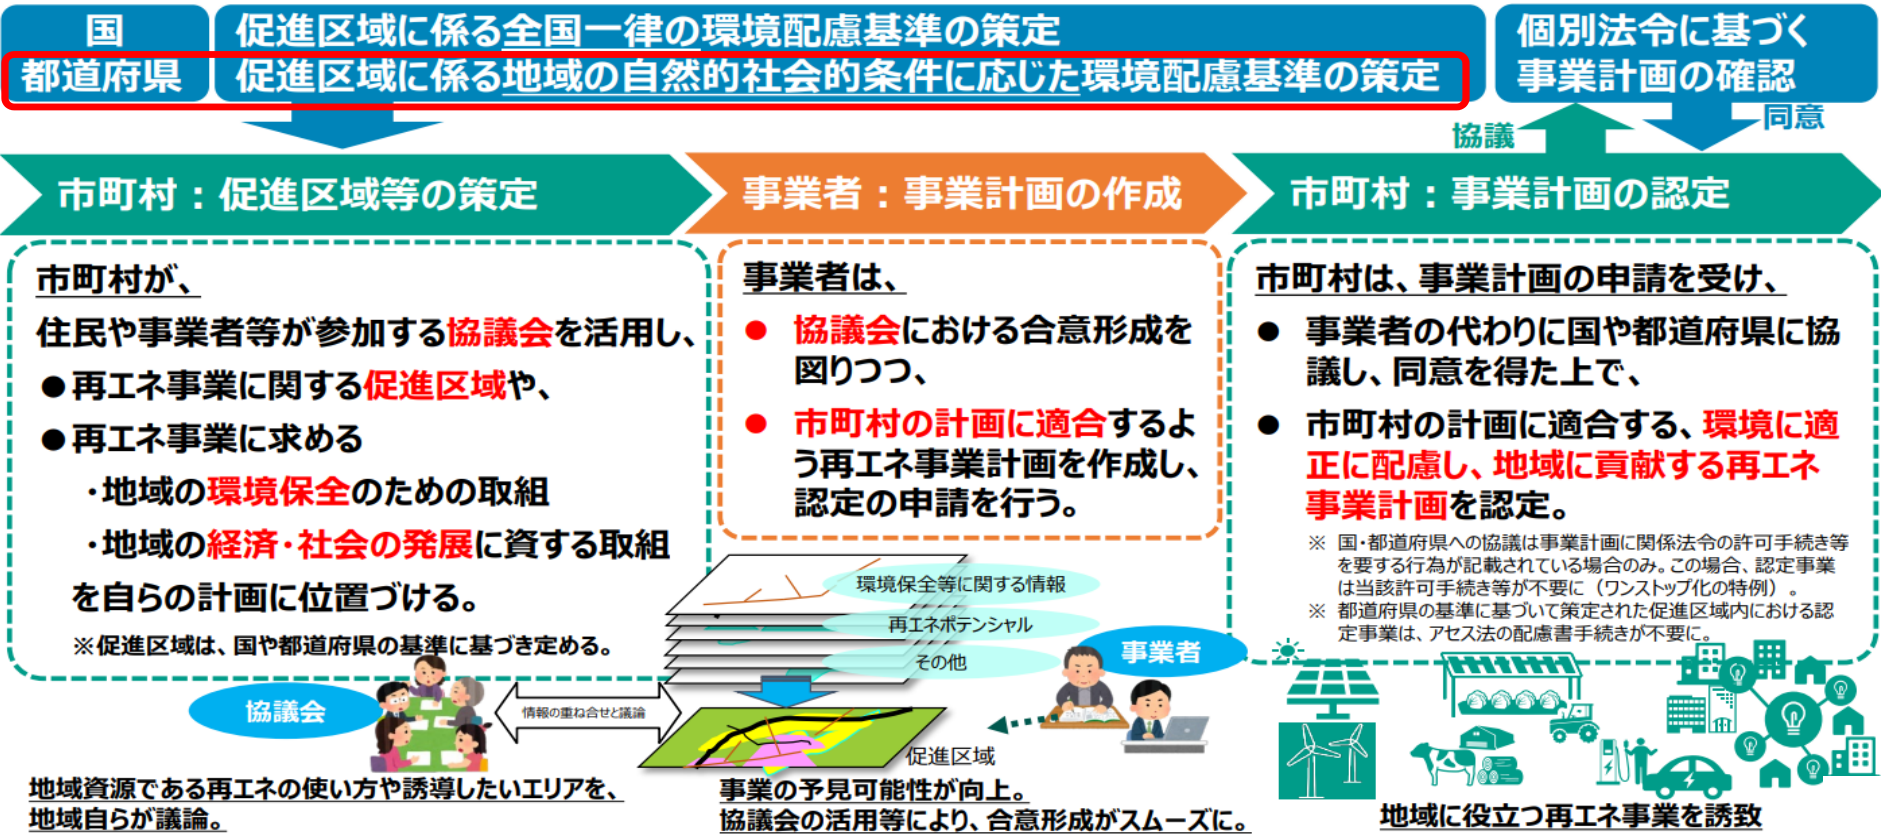 国
促進区域に係る全国一律の環境配慮基準の策定
都道府県
促進区域に係る地域の自然的社会的条件に応じた環境配慮基準の策定
個別法令に基づく
事業計画の確認
協議
同意
市町村：促進区域等の策定
事業者：事業計画の作成
市町村：事業計画の認定
市町村が、
住民や事業者等が参加する協議会を活用し、
●再エネ事業に関する促進区域や、
●再エネ事業に求める
・地域の環境保全のための取組
・地域の経済・社会の発展に資する取組
を自らの計画に位置づける。
※促進区域は、国や都道府県の基準に基づき定める。
事業者は、
● 協議会における合意形成を
図りつつ、
● 市町村の計画に適合するよ
う再エネ事業計画を作成し、
認定の申請を行う。
市町村は、事業計画の申請を受け、
● 事業者の代わりに国や都道府県に協
議し、同意を得た上で、
● 市町村の計画に適合する、環境に適
正に配慮し、地域に貢献する再エネ
事業計画を認定。
※ 国・都道府県への協議は事業計画に関係法令の許可手続き等
を要する行為が記載されている場合のみ。この場合、認定事業
は当該許可手続き等が不要に（ワンストップ化の特例）。
※ 都道府県の基準に基づいて策定された促進区域内における認
定事業は、アセス法の配慮書手続きが不要に。
環境保全等に関する情報
再エネポテンシャル
その他
事業者
協議会
情報の重ね合せと議論
促進区域
地域資源である再エネの使い方や誘導したいエリアを、
地域自らが議論。
事業の予見可能性が向上。
協議会の活用等により、合意形成がスムーズに。
地域に役立つ再エネ事業を誘致